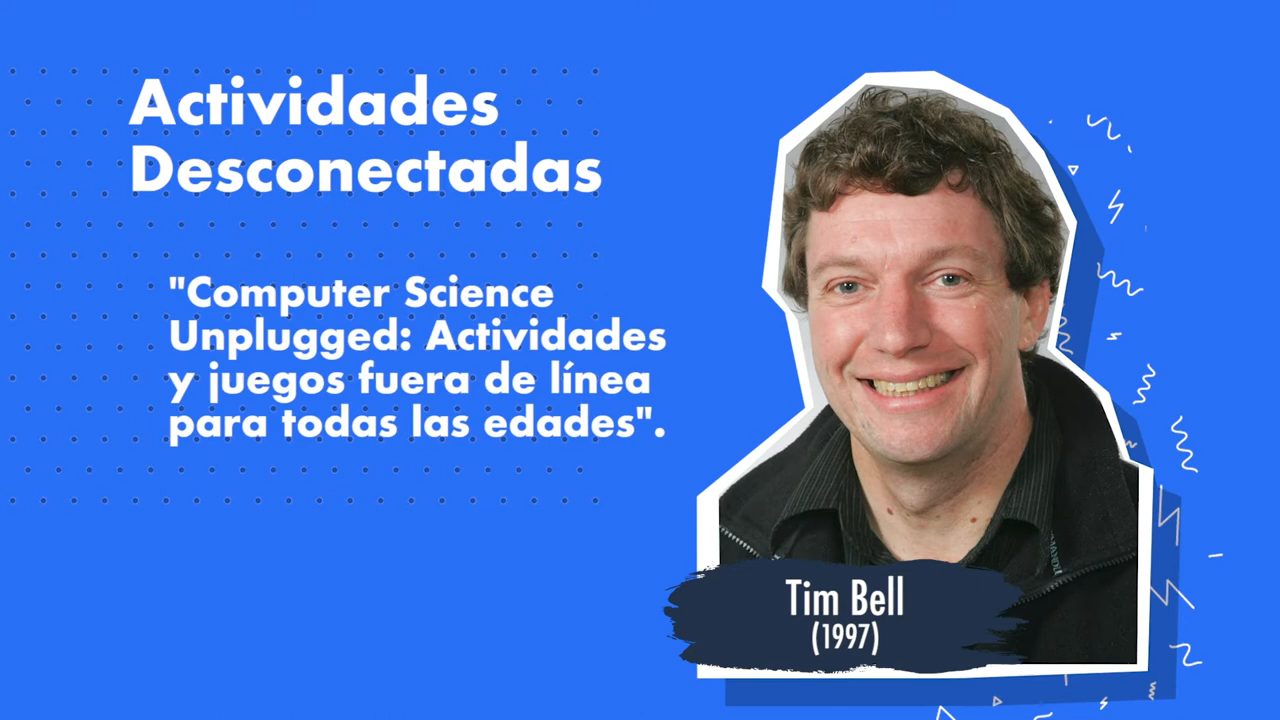 Actividades
Desconectadas
"Computer Science
Unplugged: Actividades
y juegos fuera de línea
para todas las edades".
Tim Bell
(1997)